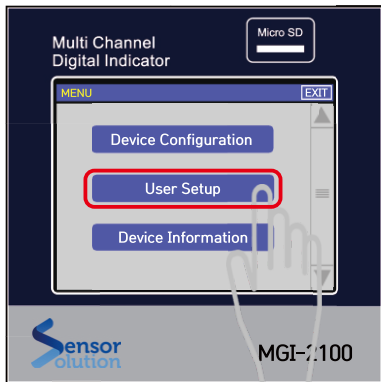 Micro SD
Multi Channel
Digital Indicator
MENU
EXIT
Device Configuration
User Setup
Device Information
Sensor
Solution
MGI-2100